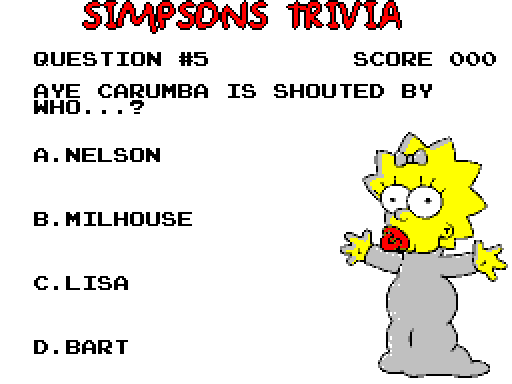 SIMPSONS TRIVIA
QUESTION #5 SCORE 000
AYE CARUMBA IS SHOUTED BY
WHO...?
A.NELSON
B.MILHOUSE
C.LISA
D.BART